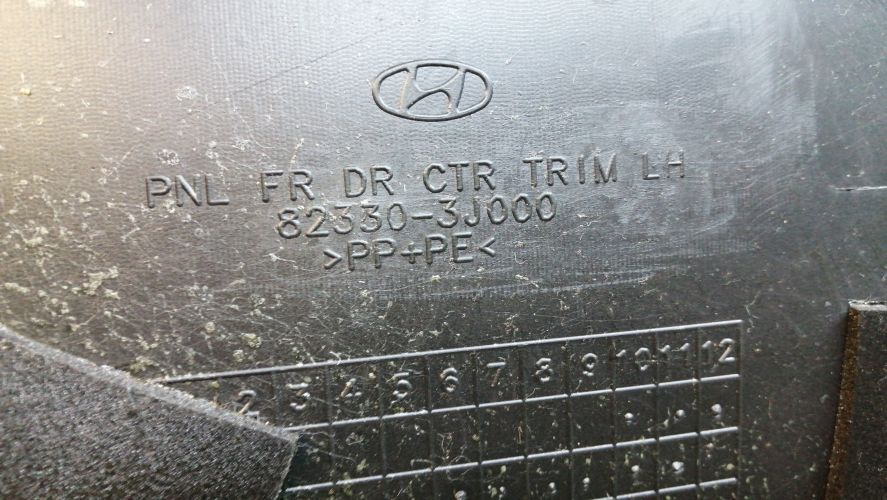 PNL FR DR CTR TRIM LH
82330-3J000
>PP+PE<
2 3 4 5 6 7 8 9 10 11 12